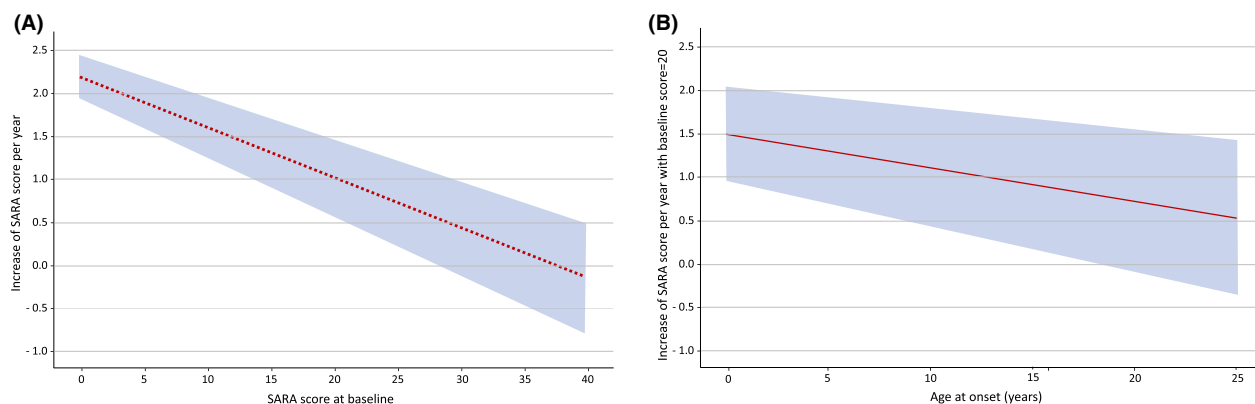 (A)
Increase of SARA score per year
2.5
2.0
1.5
1.0
0.5
0.0
- 0.5
- 1.0
0 5 10 15 20 25 30 35 40
SARA score at baseline
(B)
Increase of SARA score per year with baseline score=20
2.5
2.0
1.5
1.0
0.5
0.0
- 0.5
- 1.0
0 5 10 15 20 25
Age at onset (years)